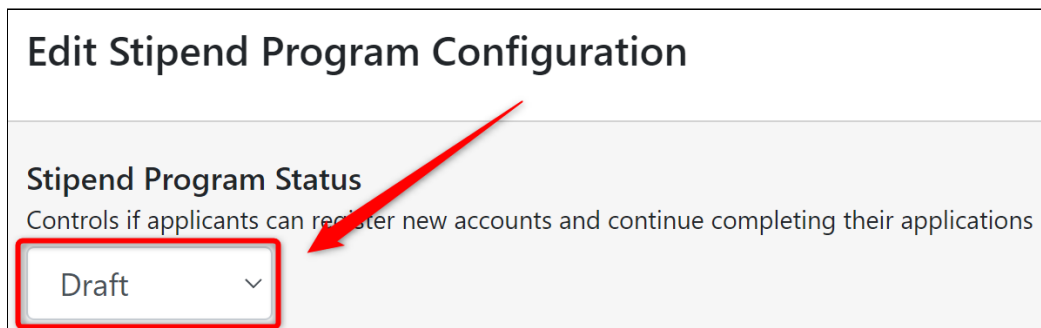 Edit Stipend Program Configuration
Stipend Program Status
Controls if applicants can register new accounts and continue completing their applications
Draft